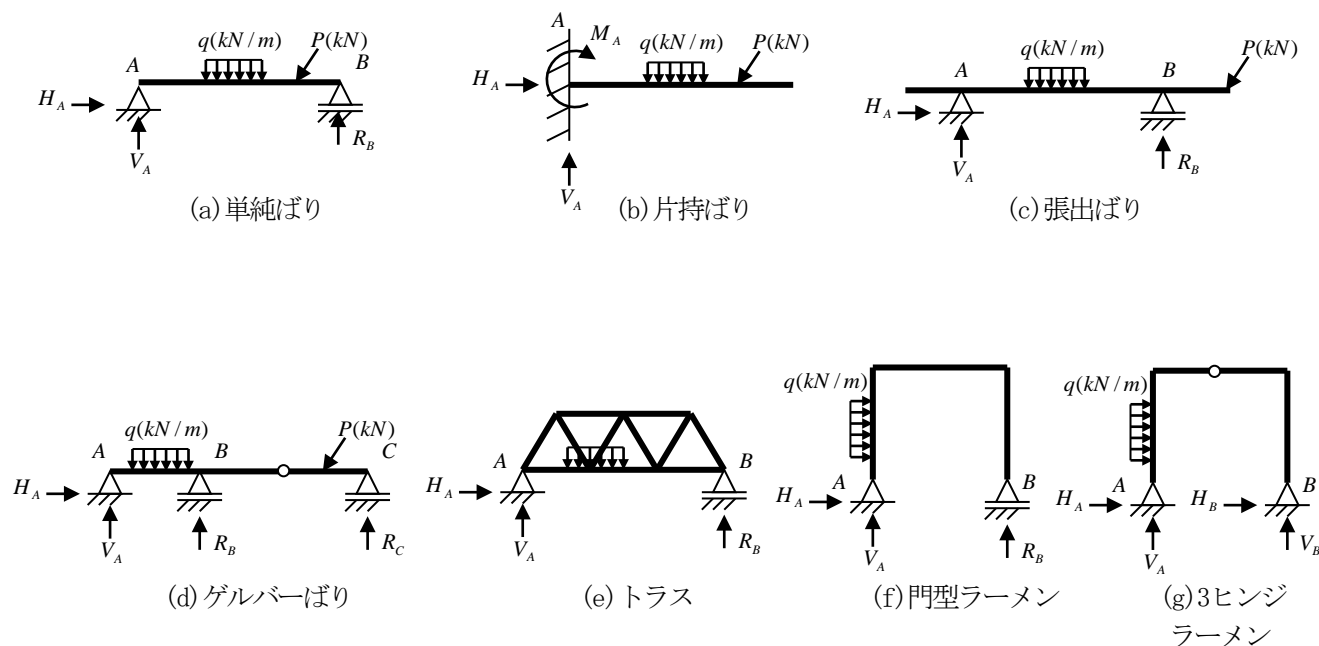 q(kN/m)
P(kN)
A
B
H_A
V_A
R_B
(a)単純ばり
A
M_A
q(kN/m)
P(kN)
H_A
V_A
(b)片持ばり
P(kN)
q(kN/m)
A
B
H_A
V_A
R_B
(c)張出ばり
q(kN/m)
P(kN)
A
B
C
H_A
V_A
R_B
R_C
(d)ゲルバーばり
A
B
H_A
V_A
R_B
(e)トラス
q(kN/m)
A
B
H_A
V_A
R_B
(f)門型ラーメン
q(kN/m)
A
B
H_A
H_B
V_A
V_B
(g)3ヒンジ
ラーメン